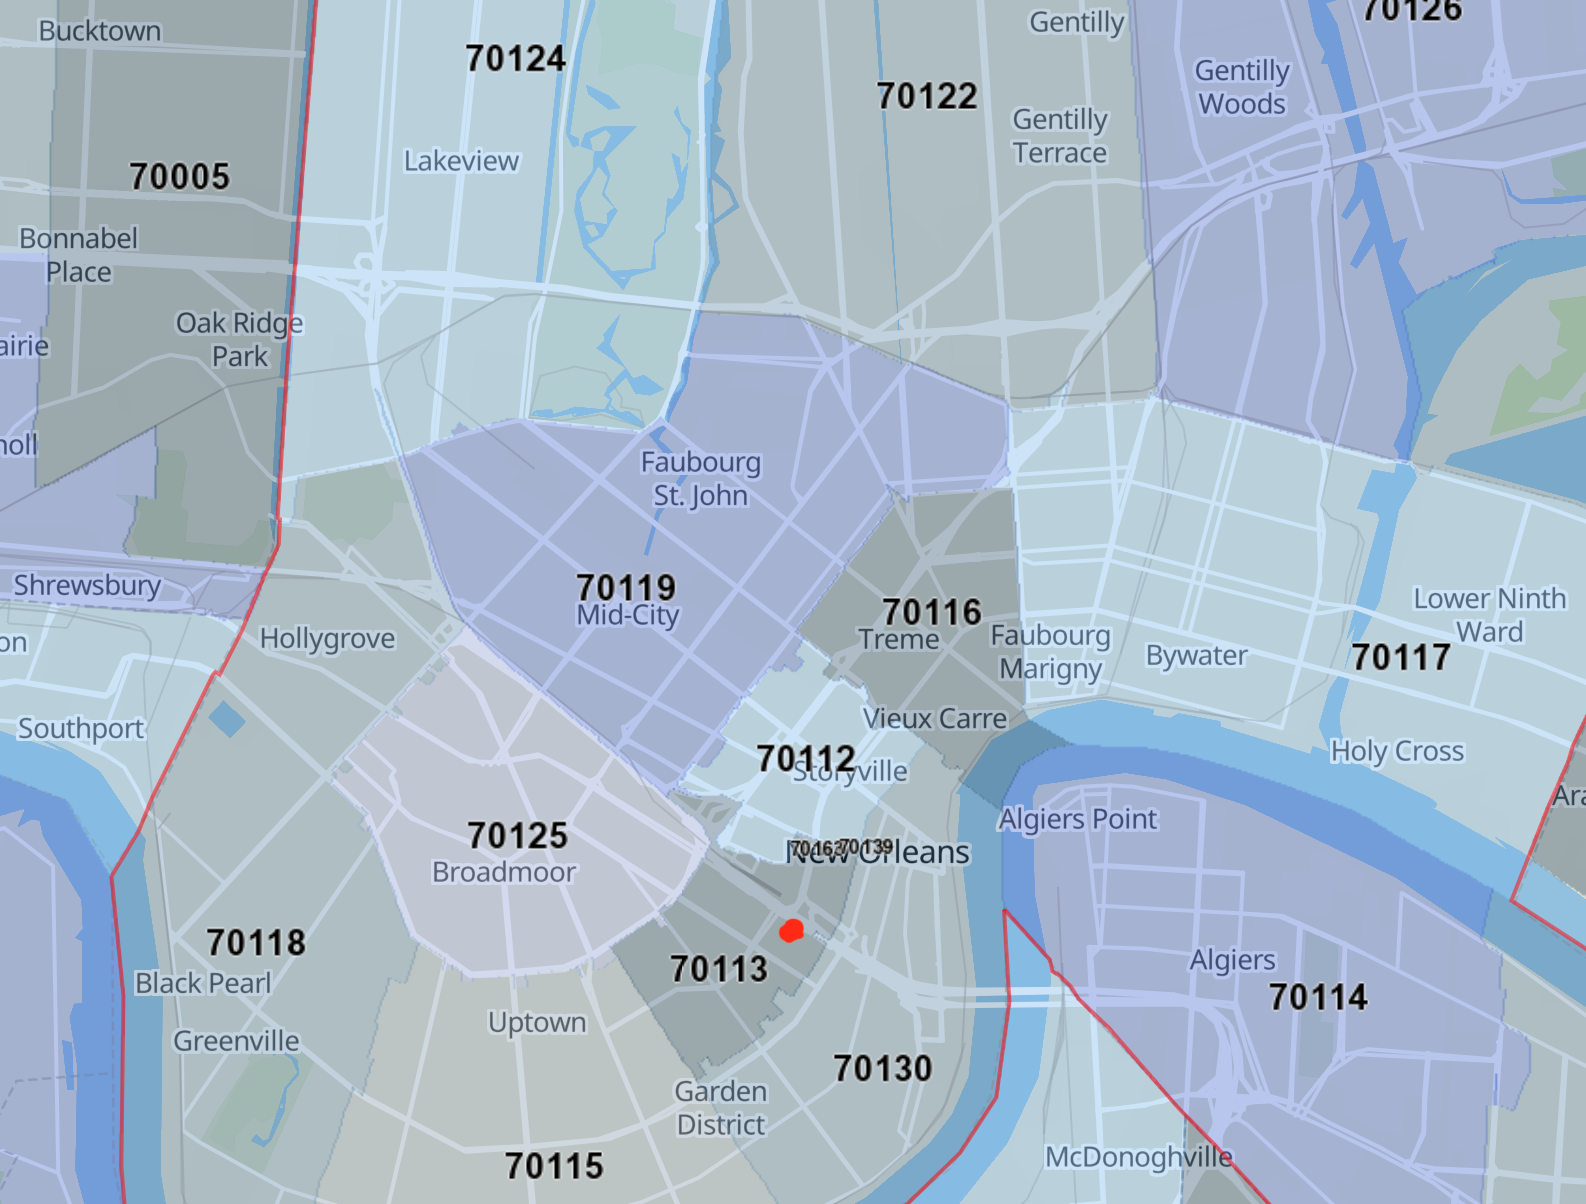 70126
Gentilly
Bucktown
70124
Gentilly
Woods
70122
Gentilly
Terrace
Lakeview
70005
Bonnabel
Place
Oak Ridge
Park
airie
noll
Faubourg
St. John
70119
Mid-City
Shrewsbury
Lower Ninth
Ward
70116
Treme
Faubourg
Marigny
Hollygrove
on
Bywater
70117
Vieux Carre
Southport
Holy Cross
70112
Storyville
Ara
Algiers Point
70125
Broadmoor
70139
New Orleans
70118
Black Pearl
70113
Algiers
70114
Uptown
Greenville
70130
Garden
District
McDonoghville
70115